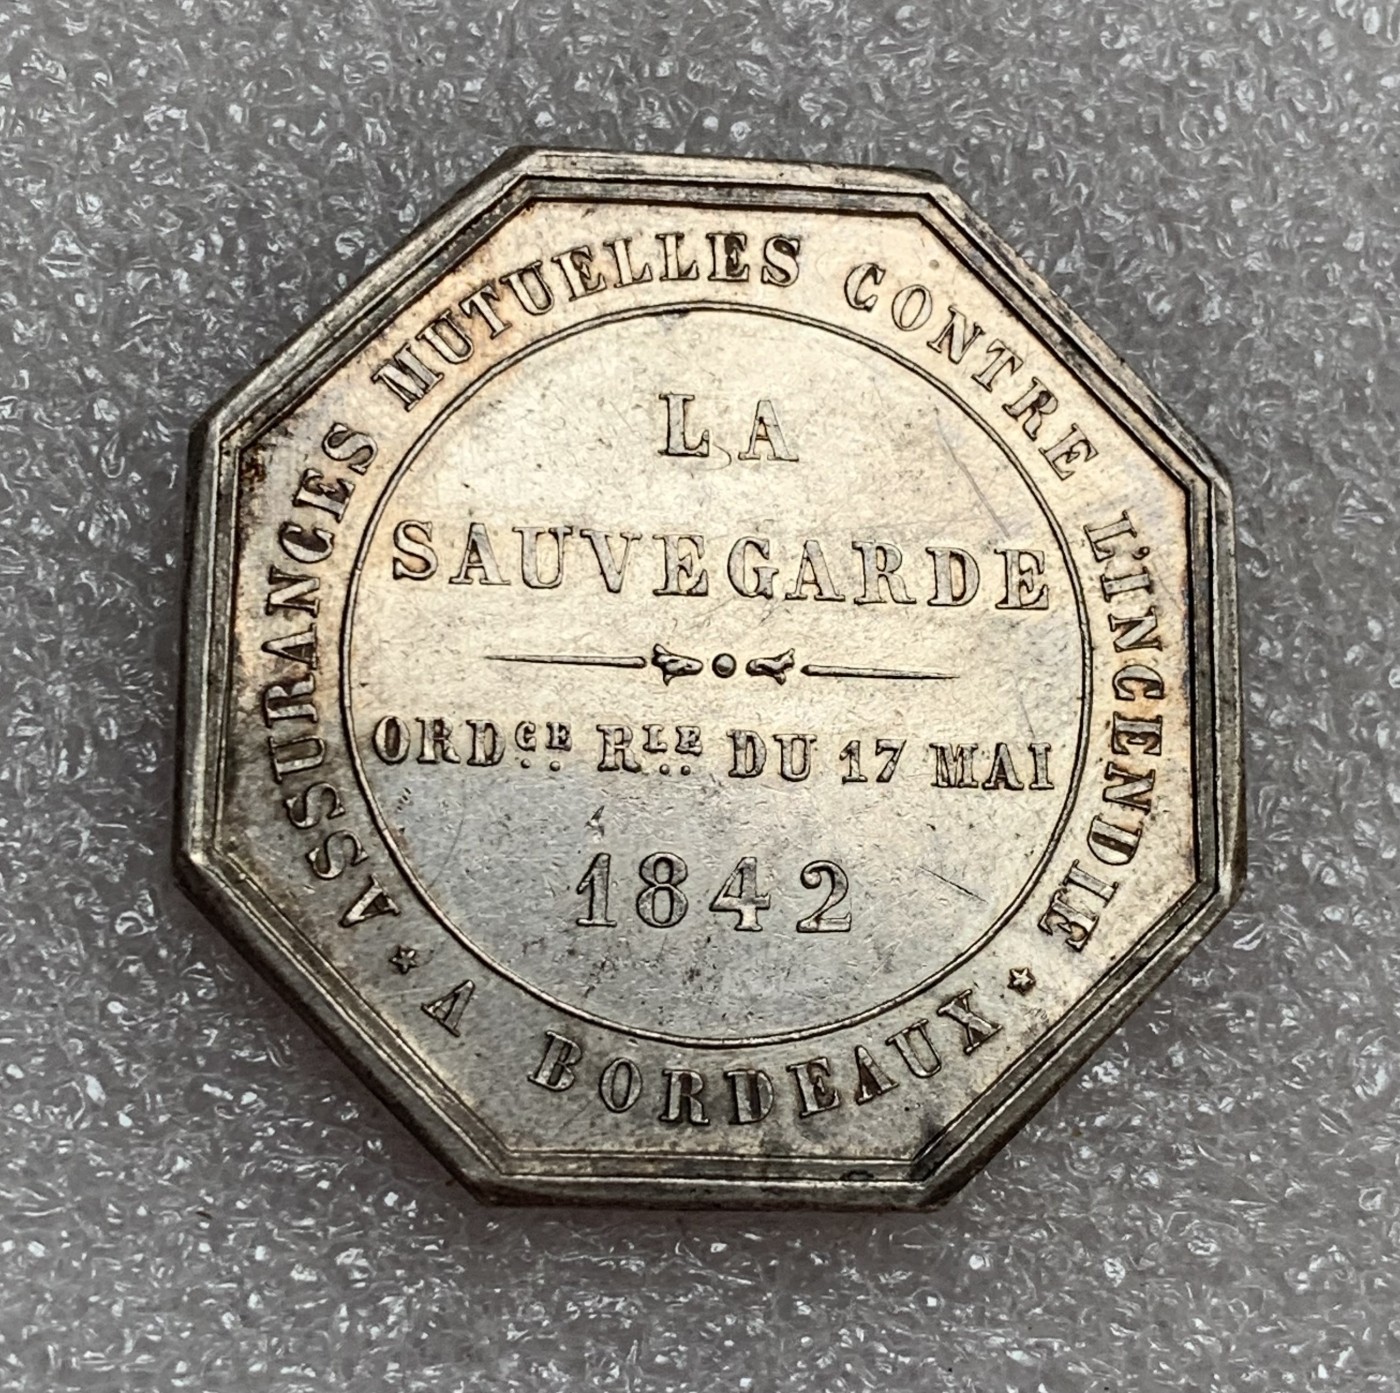 ASSURANCES MUTUELLES CONTRE L'INCENDIE
LA
SAUVEGARDE
ORDCE RLE DU 17 MAI
1842
★ A BORDEAUX ★